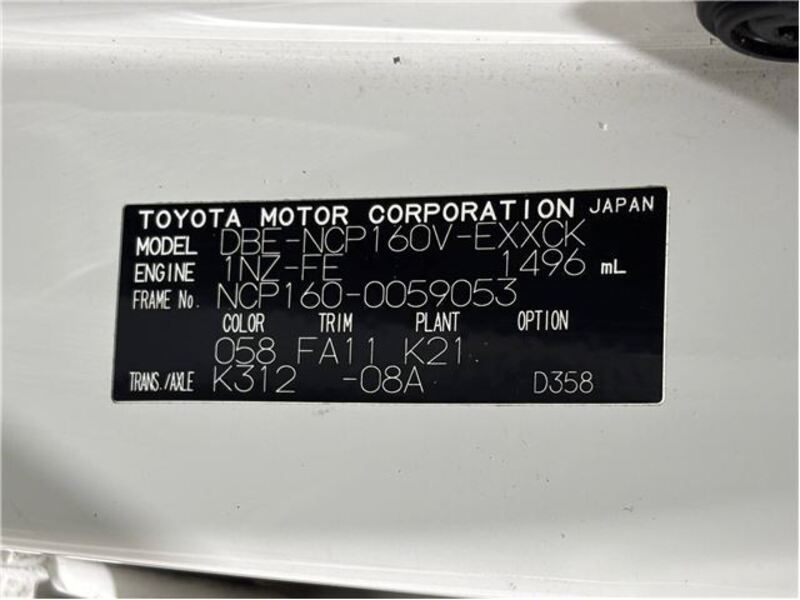 TOYOTA MOTOR CORPORATION JAPAN
MODEL DBE-NCP160V-EXXCK
ENGINE 1NZ-FE 1496 mL
FRAME No. NCP160-0059053
COLOR TRIM PLANT OPTION
058 FA11 K21
TRANS./AXLE K312 -08A D358